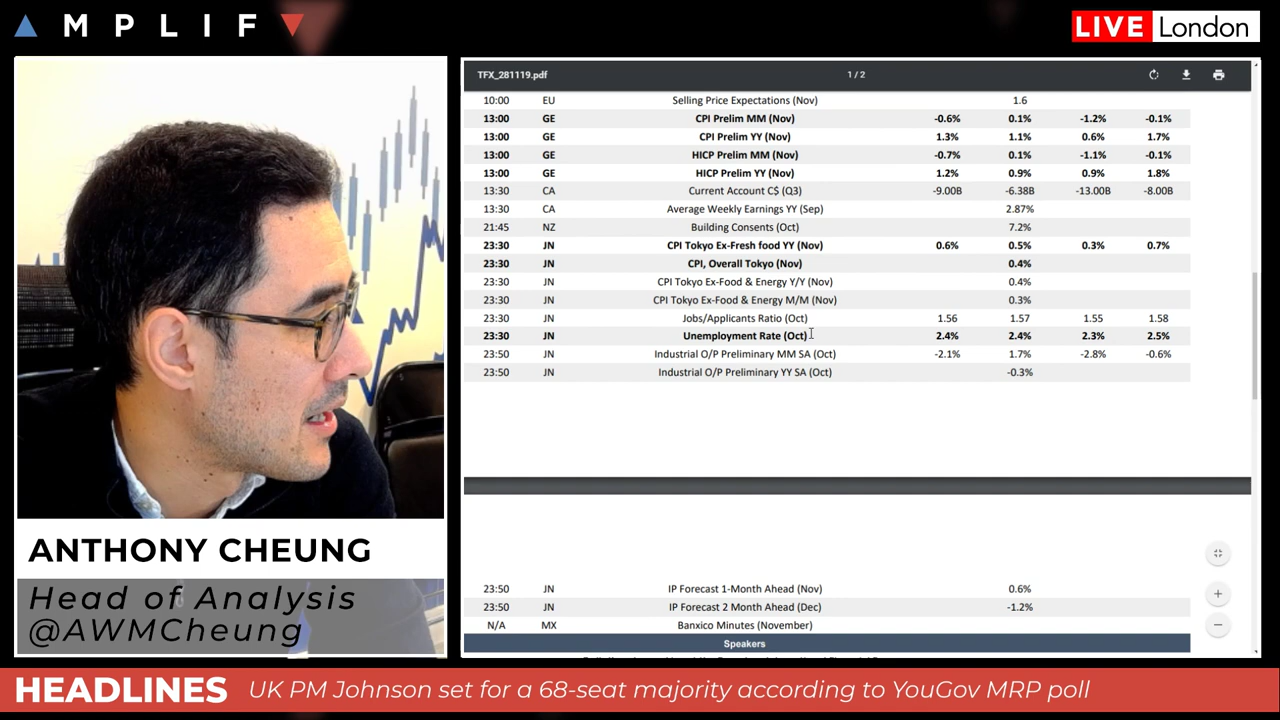 ▲ M P L I F ▼
LIVE London
TFX_281119.pdf 1 / 2
10:00 EU Selling Price Expectations (Nov) 1.6
13:00 GE CPI Prelim MM (Nov) -0.6% 0.1% -1.2% -0.1%
13:00 GE CPI Prelim YY (Nov) 1.3% 1.1% 0.6% 1.7%
13:00 GE HICP Prelim MM (Nov) -0.7% 0.1% -1.1% -0.1%
13:00 GE HICP Prelim YY (Nov) 1.2% 0.9% 0.9% 1.8%
13:30 CA Current Account C$ (Q3) -9.00B -6.38B -13.00B -8.00B
13:30 CA Average Weekly Earnings YY (Sep) 2.87%
21:45 NZ Building Consents (Oct) 7.2%
23:30 JN CPI Tokyo Ex-Fresh food YY (Nov) 0.6% 0.5% 0.3% 0.7%
23:30 JN CPI, Overall Tokyo (Nov) 0.4%
23:30 JN CPI Tokyo Ex-Food & Energy Y/Y (Nov) 0.4%
23:30 JN CPI Tokyo Ex-Food & Energy M/M (Nov) 0.3%
23:30 JN Jobs/Applicants Ratio (Oct) 1.56 1.57 1.55 1.58
23:30 JN Unemployment Rate (Oct) 2.4% 2.4% 2.3% 2.5%
23:50 JN Industrial O/P Preliminary MM SA (Oct) -2.1% 1.7% -2.8% -0.6%
23:50 JN Industrial O/P Preliminary YY SA (Oct) -0.3%
23:50 JN IP Forecast 1-Month Ahead (Nov) 0.6%
23:50 JN IP Forecast 2 Month Ahead (Dec) -1.2%
N/A MX Banxico Minutes (November)
Speakers
ANTHONY CHEUNG
Head of Analysis
@AWMCheung
HEADLINES UK PM Johnson set for a 68-seat majority according to YouGov MRP poll